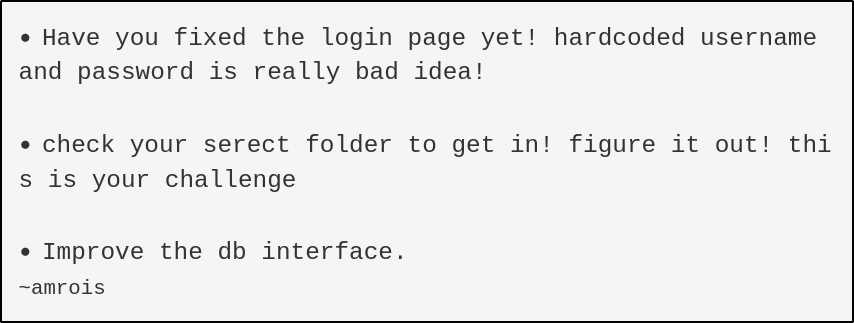 • Have you fixed the login page yet! hardcoded username
and password is really bad idea!
• check your serect folder to get in! figure it out! thi
s is your challenge
• Improve the db interface.
~amrois